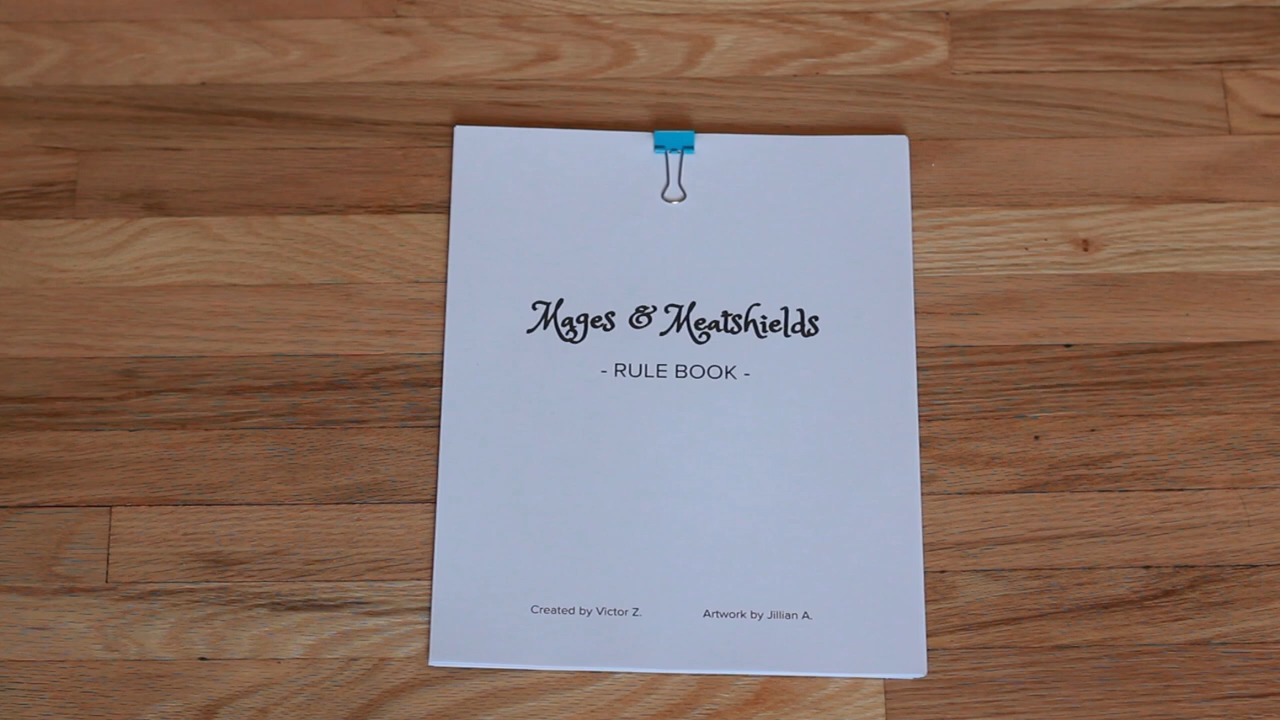 Mages & Meatshields
- RULE BOOK -
Created by Victor Z. Artwork by Jillian A.